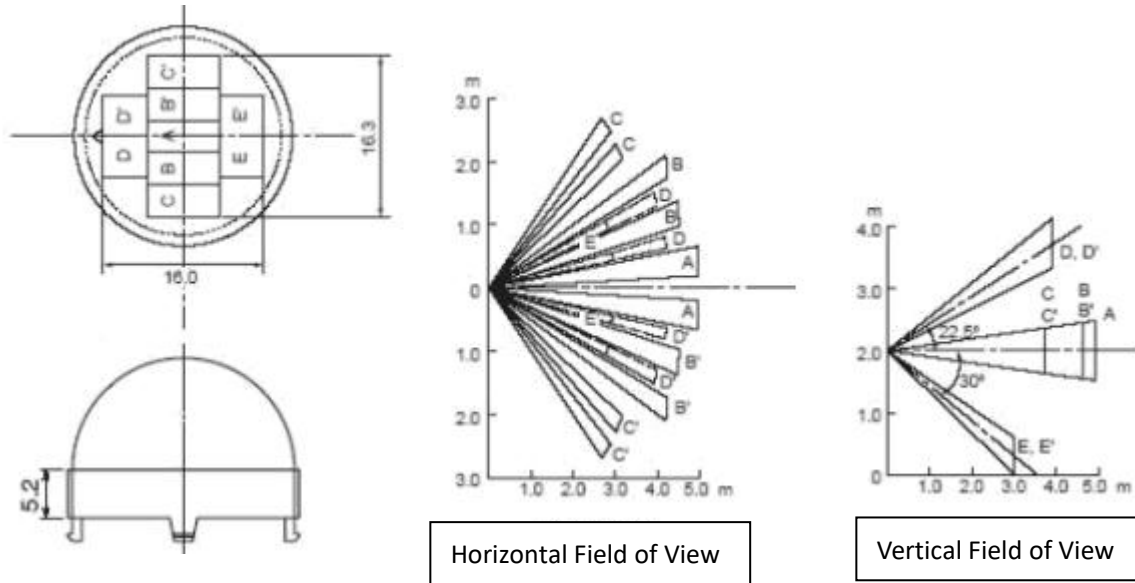 C'
D' B' E'
A
D B E
C
16.3
16.0
5.2
m
3.0
2.0
1.0
0
1.0
2.0
3.0
1.0 2.0 3.0 4.0 5.0 m
C
C
B
D
B
E
D
A
A
E'
D'
B'
D
B'
C'
C'
Horizontal Field of View
m
4.0
3.0
2.0
1.0
0
1.0 2.0 3.0 4.0 5.0 m
D, D'
C B
C' B' A
22.5°
30°
E, E'
Vertical Field of View